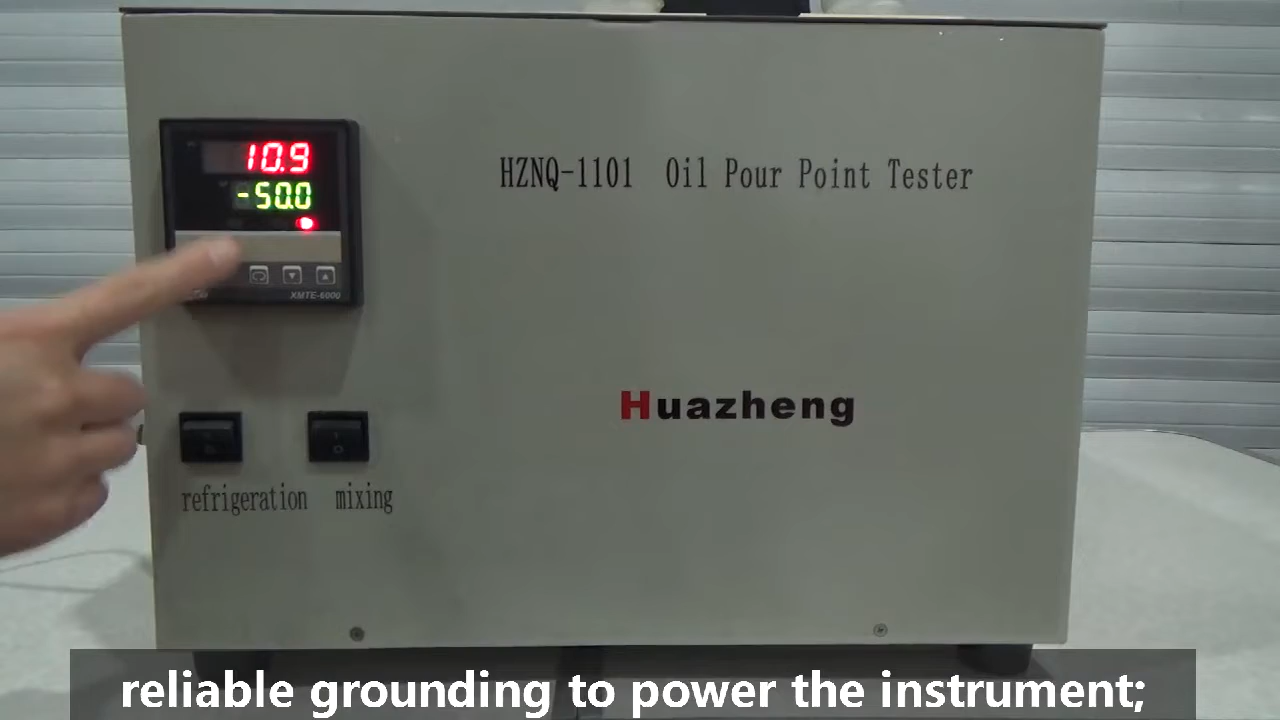 10.9
-50.0
HZNQ-1101 Oil Pour Point Tester
XMTE-6000
Huazheng
refrigeration mixing
reliable grounding to power the instrument;